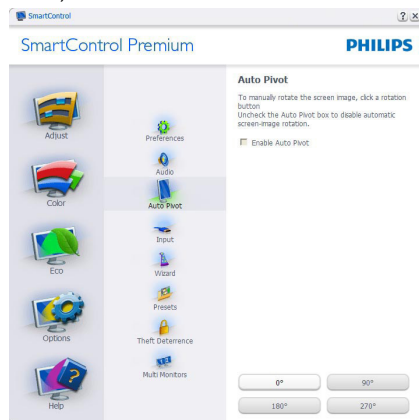 SmartControl
SmartControl Premium
PHILIPS
Adjust
Color
Eco
Options
Help
Preferences
Audio
Auto Pivot
Input
Wizard
Presets
Theft Deterrence
Multi Monitors
Auto Pivot
To manually rotate the screen image, click a rotation
button
Uncheck the Auto Pivot box to disable automatic
screen-image rotation.
Enable Auto Pivot
0°
90°
180°
270°